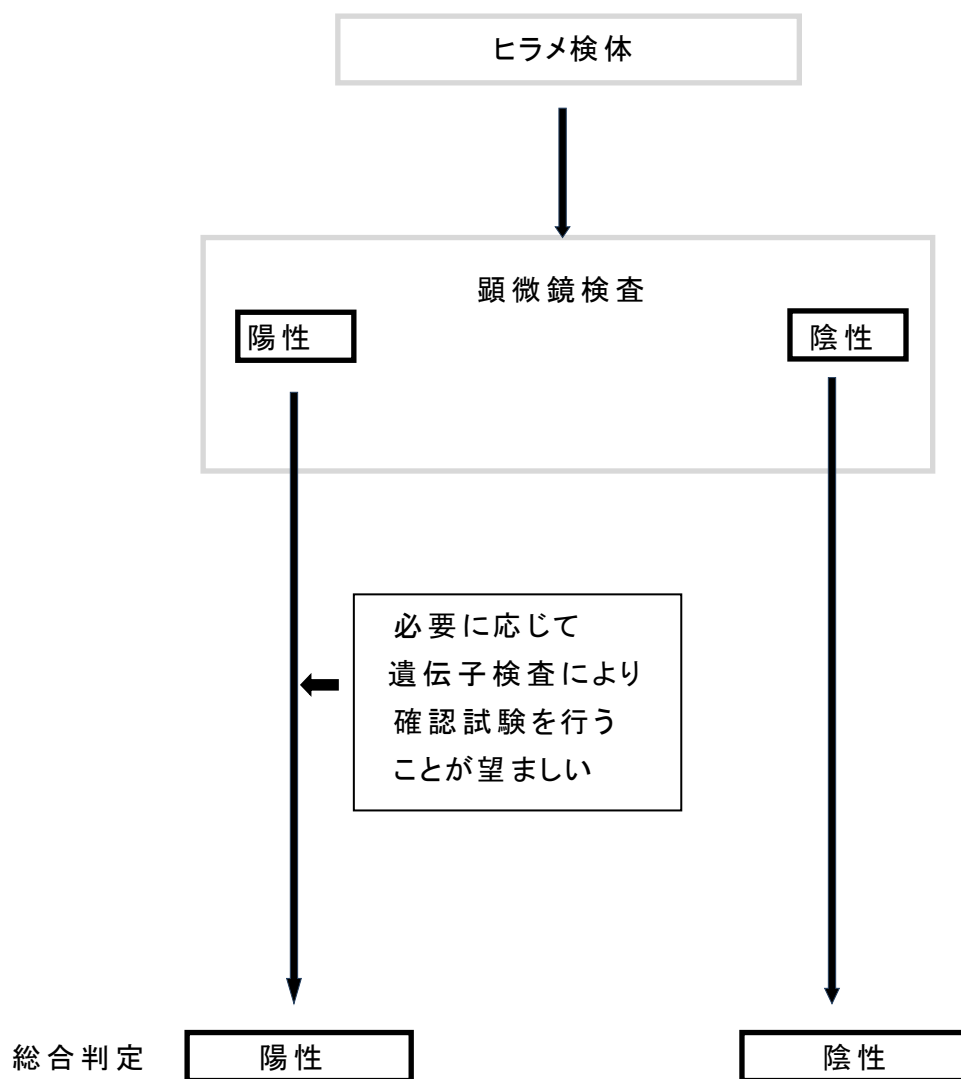 ヒラメ検体
顕微鏡検査
陽性
陰性
必要に応じて
遺伝子検査により
確認試験を行う
ことが望ましい
総合判定
陽性
陰性